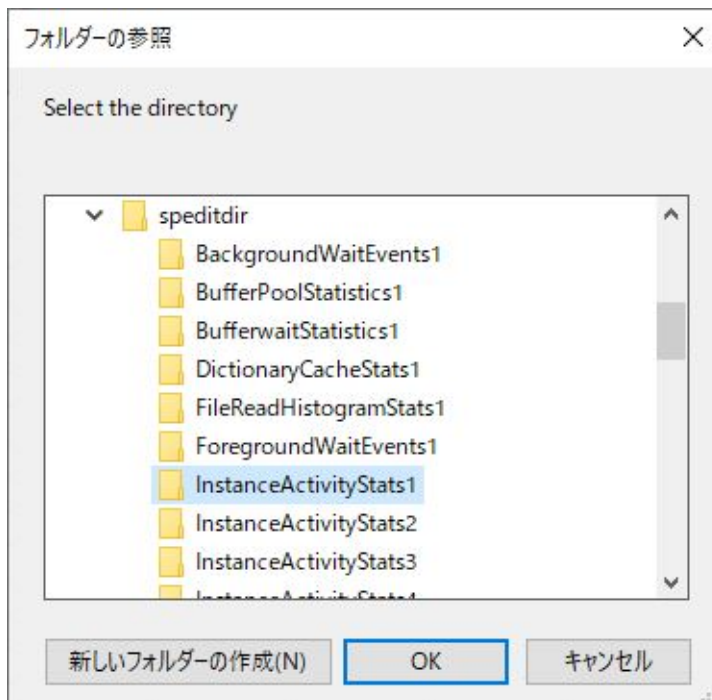 フォルダーの参照
Select the directory
speditdir
BackgroundWaitEvents1
BufferPoolStatistics1
BufferwaitStatistics1
DictionaryCacheStats1
FileReadHistogramStats1
ForegroundWaitEvents1
InstanceActivityStats1
InstanceActivityStats2
InstanceActivityStats3
InstanceActivityStats4
新しいフォルダーの作成(N)
OK
キャンセル